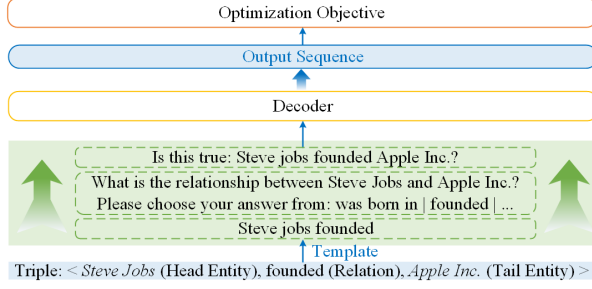 Optimization Objective
Output Sequence
Decoder
Is this true: Steve jobs founded Apple Inc.?
What is the relationship between Steve Jobs and Apple Inc.?
Please choose your answer from: was born in | founded | ...
Steve jobs founded
Template
Triple: < Steve Jobs (Head Entity), founded (Relation), Apple Inc. (Tail Entity) >